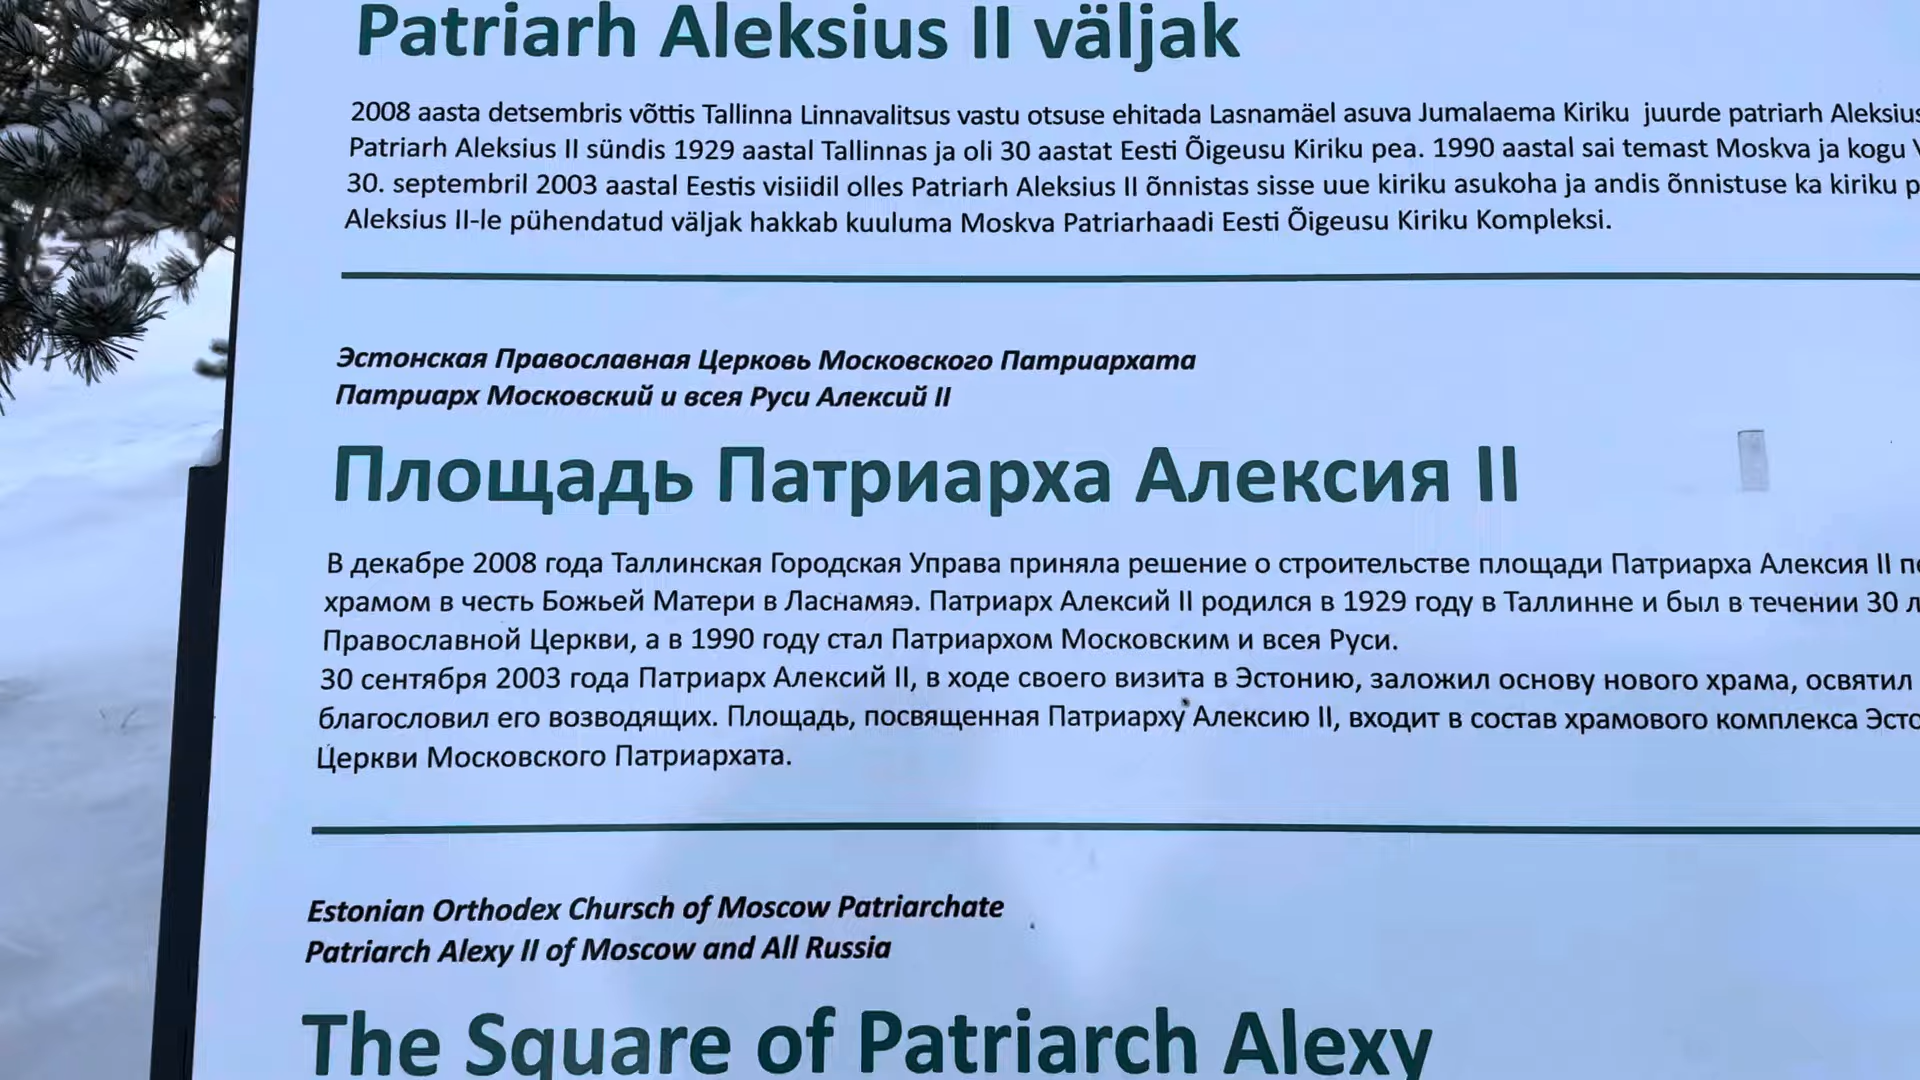 Patriarh Aleksius II väljak
2008 aasta detsembris võttis Tallinna Linnavalitsus vastu otsuse ehitada Lasnamäel asuva Jumalaema Kiriku juurde patriarh Aleksius
Patriarh Aleksius II sündis 1929 aastal Tallinnas ja oli 30 aastat Eesti Õigeusu Kiriku pea. 1990 aastal sai temast Moskva ja kogu
30. septembril 2003 aastal Eestis visiidil olles Patriarh Aleksius II õnnistas sisse uue kiriku asukoha ja andis õnnistuse ka kiriku
Aleksius II-le pühendatud väljak hakkab kuuluma Moskva Patriarhaadi Eesti Õigeusu Kiriku Kompleksi.
Эстонская Православная Церковь Московского Патриархата
Патриарх Московский и всея Руси Алексий II
Площадь Патриарха Алексия II
В декабре 2008 года Таллинская Городская Управа приняла решение о строительстве площади Патриарха Алексия II
храмом в честь Божьей Матери в Ласнамяэ. Патриарх Алексий II родился в 1929 году в Таллинне и был в течении 30
Православной Церкви, а в 1990 году стал Патриархом Московским и всея Руси.
30 сентября 2003 года Патриарх Алексий II, в ходе своего визита в Эстонию, заложил основу нового храма, освятил
благословил его возводящих. Площадь, посвященная Патриарху Алексию II, входит в состав храмового комплекса
Церкви Московского Патриархата.
Estonian Orthodex Chursch of Moscow Patriarchate
Patriarch Alexy II of Moscow and All Russia
The Square of Patriarch Alexy